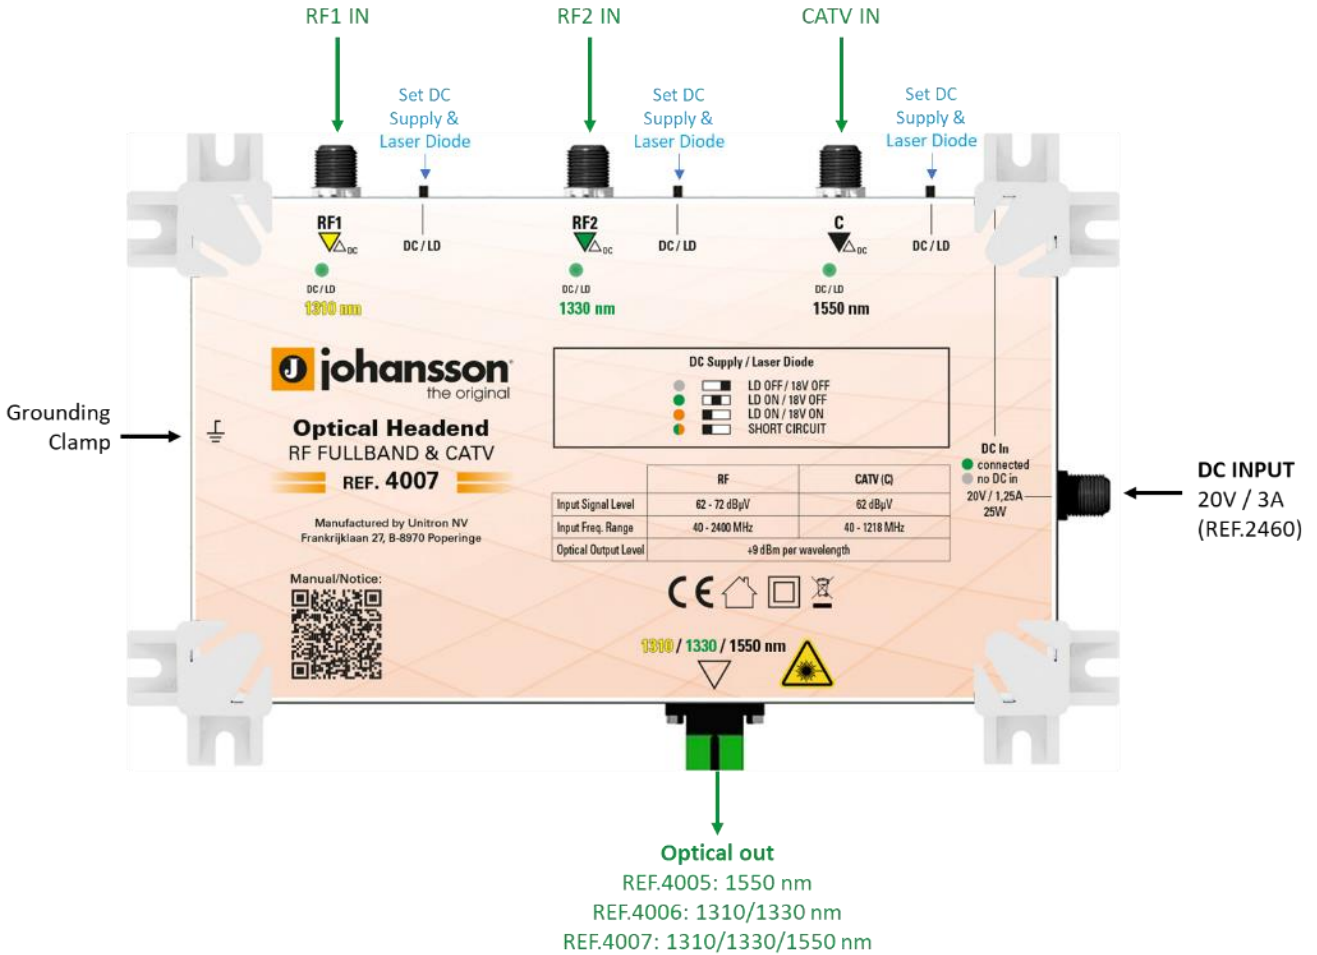 RF1 IN
RF2 IN
CATV IN
Set DC
Supply &
Laser Diode
Set DC
Supply &
Laser Diode
Set DC
Supply &
Laser Diode
RF1
DC
DC / LD
RF2
DC
DC / LD
C
DC
DC / LD
DC / LD
1310 nm
DC / LD
1330 nm
DC / LD
1550 nm
J johansson
the original
DC Supply / Laser Diode
LD OFF / 18V OFF
LD ON / 18V OFF
LD ON / 18V ON
SHORT CIRCUIT
Grounding
Clamp
Optical Headend
RF FULLBAND & CATV
REF. 4007
DC In
connected
no DC in
20V / 1,25A
25W
DC INPUT
20V / 3A
(REF.2460)
RF CATV (C)
Input Signal Level 62 - 72 dBµV 62 dBµV
Input Freq. Range 40 - 2400 MHz 40 - 1218 MHz
Optical Output Level +9 dBm per wavelength
Manufactured by Unitron NV
Frankrijklaan 27, B-8970 Poperinge
Manual/Notice:
CE
1310 / 1330 / 1550 nm
Optical out
REF.4005: 1550 nm
REF.4006: 1310/1330 nm
REF.4007: 1310/1330/1550 nm